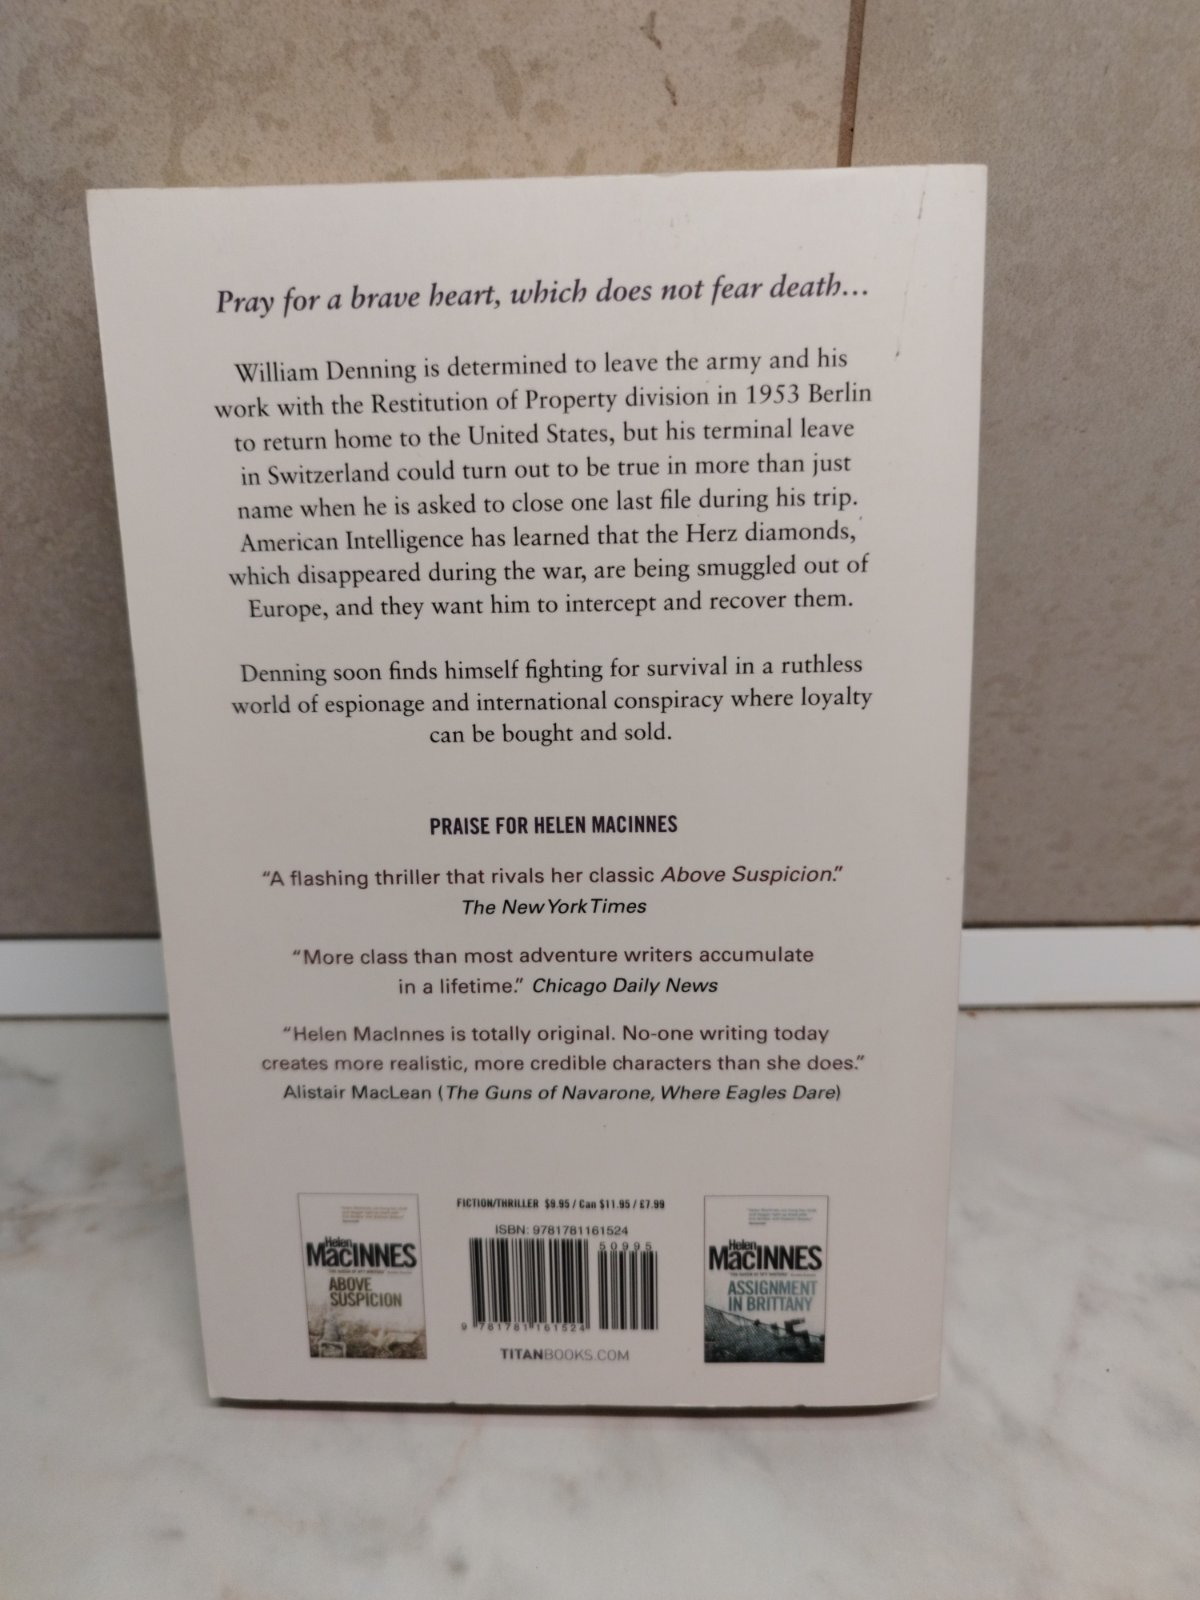 Pray for a brave heart, which does not fear death...
William Denning is determined to leave the army and his
work with the Restitution of Property division in 1953 Berlin
to return home to the United States, but his terminal leave
in Switzerland could turn out to be true in more than just
name when he is asked to close one last file during his trip.
American Intelligence has learned that the Herz diamonds,
which disappeared during the war, are being smuggled out of
Europe, and they want him to intercept and recover them.
Denning soon finds himself fighting for survival in a ruthless
world of espionage and international conspiracy where loyalty
can be bought and sold.
PRAISE FOR HELEN MACINNES
“A flashing thriller that rivals her classic Above Suspicion.”
The New York Times
“More class than most adventure writers accumulate
in a lifetime.” Chicago Daily News
“Helen MacInnes is totally original. No-one writing today
creates more realistic, more credible characters than she does.”
Alistair MacLean (The Guns of Navarone, Where Eagles Dare)
Helen
MACINNES
ABOVE
SUSPICION
FICTION/THRILLER $9.95 / Can $11.95 / £7.99
ISBN: 9781781161524
50995
9 781781 161524
TITANBOOKS.COM
Helen
MACINNES
ASSIGNMENT
IN BRITTANY